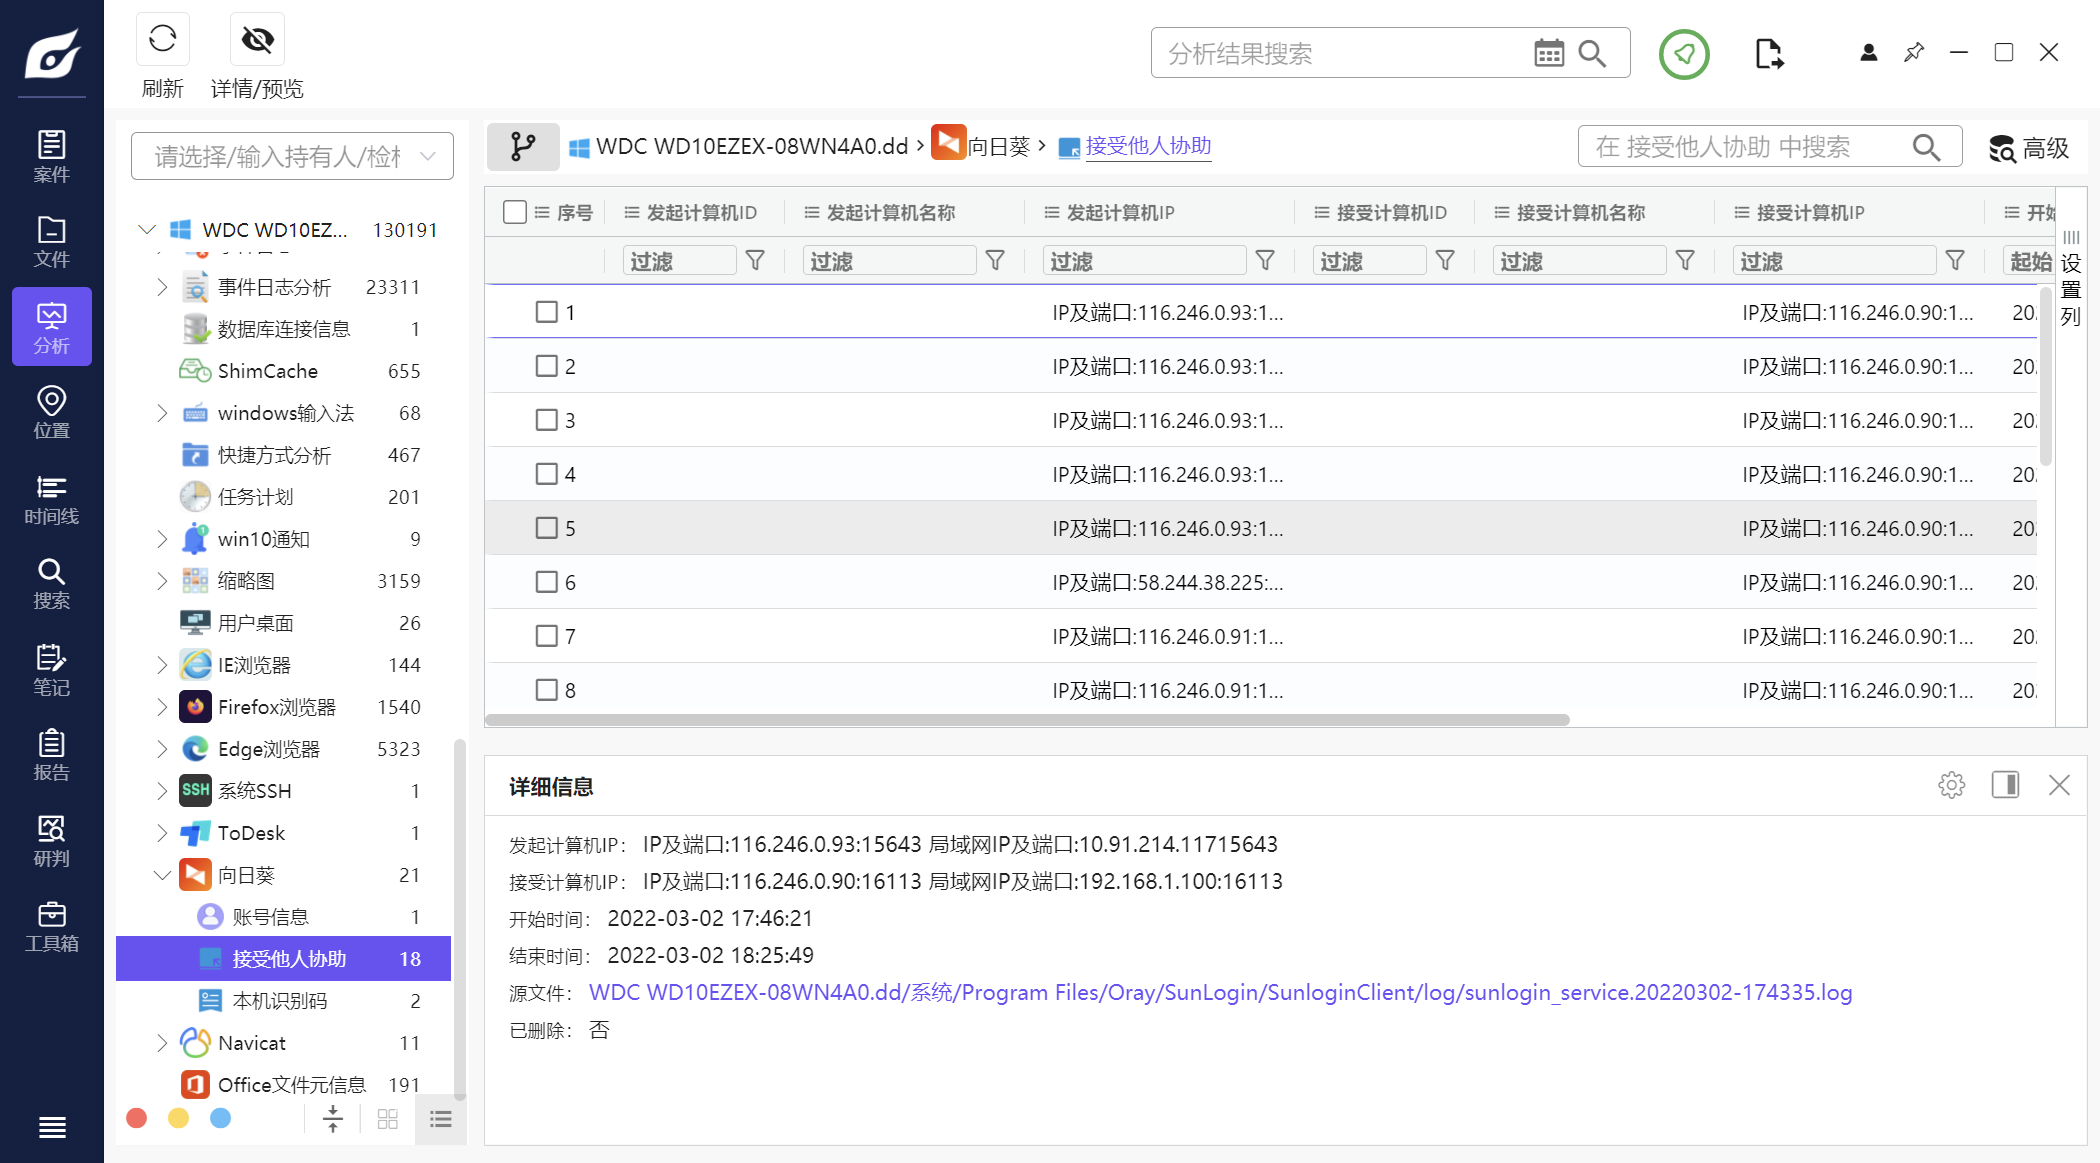 刷新
详情/预览
分析结果搜索
案件
文件
分析
位置
时间线
搜索
笔记
报告
研判
工具箱
请选择/输入持有人/检
WDC WD10EZ... 130191
事件日志分析 23311
数据库连接信息 1
ShimCache 655
windows输入法 68
快捷方式分析 467
任务计划 201
win10通知 9
缩略图 3159
用户桌面 26
IE浏览器 144
Firefox浏览器 1540
Edge浏览器 5323
SSH 系统SSH 1
ToDesk 1
向日葵 21
账号信息 1
接受他人协助 18
本机识别码 2
Navicat 11
Office文件元信息 191
WDC WD10EZEX-08WN4A0.dd › 向日葵 › 接受他人协助
在 接受他人协助 中搜索
高级
序号 发起计算机ID 发起计算机名称 发起计算机IP 接受计算机ID 接受计算机名称 接受计算机IP 开始
过滤 过滤 过滤 过滤 过滤 过滤 起始
设置列
1 IP及端口:116.246.0.93:1... IP及端口:116.246.0.90:1... 20
2 IP及端口:116.246.0.93:1... IP及端口:116.246.0.90:1... 20
3 IP及端口:116.246.0.93:1... IP及端口:116.246.0.90:1... 20
4 IP及端口:116.246.0.93:1... IP及端口:116.246.0.90:1... 20
5 IP及端口:116.246.0.93:1... IP及端口:116.246.0.90:1... 20
6 IP及端口:58.244.38.225:... IP及端口:116.246.0.90:1... 20
7 IP及端口:116.246.0.91:1... IP及端口:116.246.0.90:1... 20
8 IP及端口:116.246.0.91:1... IP及端口:116.246.0.90:1... 20
详细信息
发起计算机IP: IP及端口:116.246.0.93:15643 局域网IP及端口:10.91.214.11715643
接受计算机IP: IP及端口:116.246.0.90:16113 局域网IP及端口:192.168.1.100:16113
开始时间: 2022-03-02 17:46:21
结束时间: 2022-03-02 18:25:49
源文件: WDC WD10EZEX-08WN4A0.dd/系统/Program Files/Oray/SunLogin/SunloginClient/log/sunlogin_service.20220302-174335.log
已删除: 否